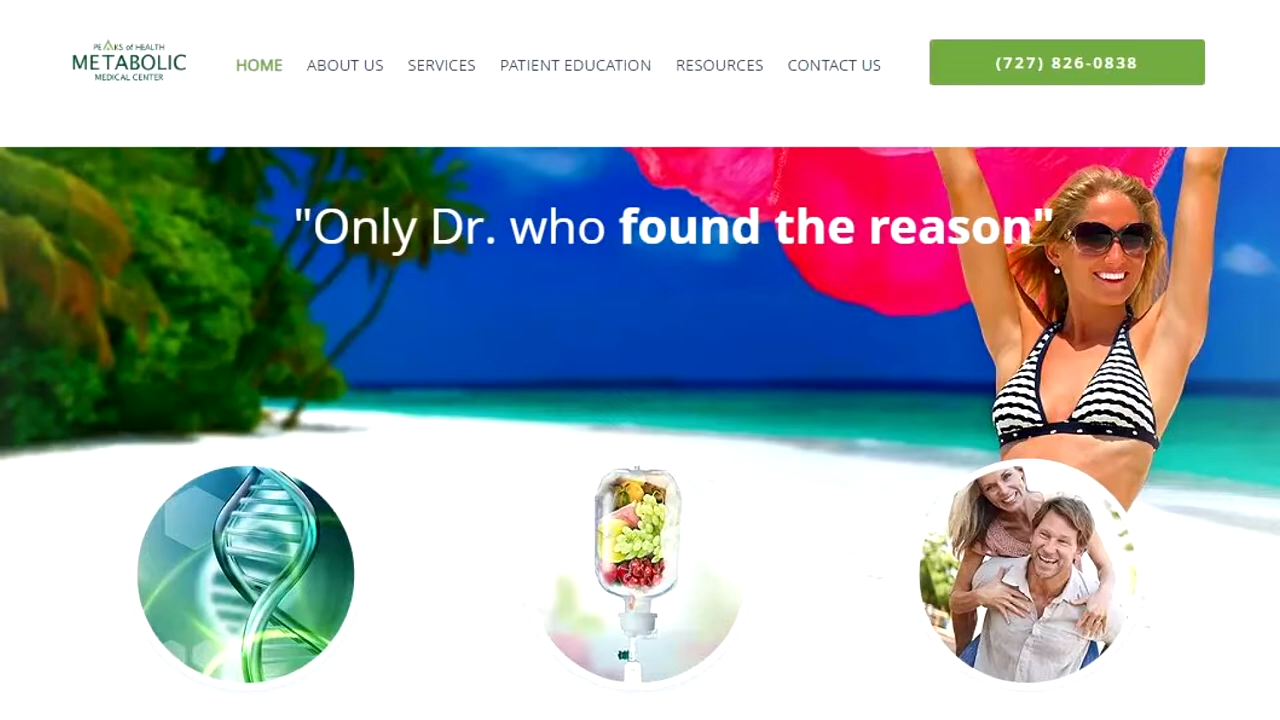 PEAKS of HEALTH
METABOLIC
MEDICAL CENTER
HOME
ABOUT US
SERVICES
PATIENT EDUCATION
RESOURCES
CONTACT US
(727) 826-0838
"Only Dr. who found the reason"